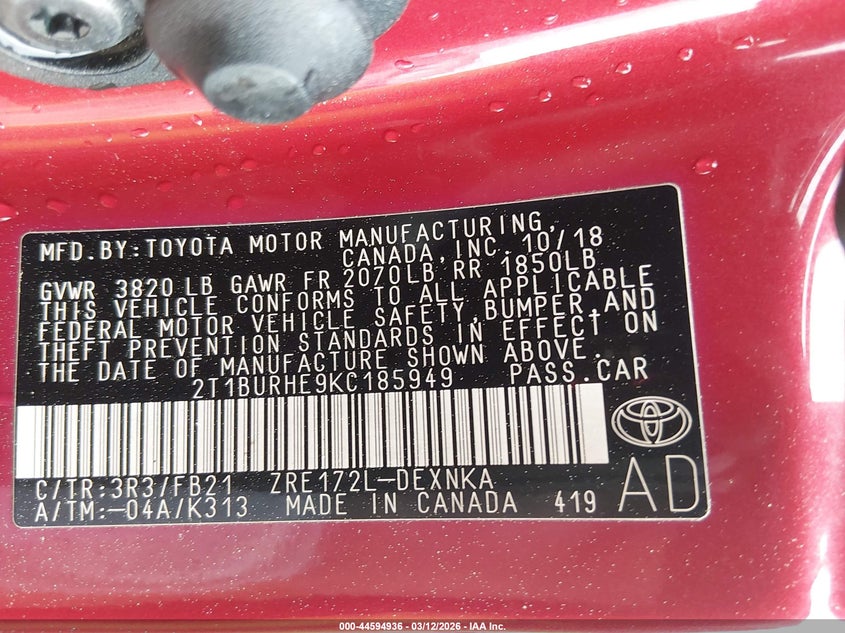 MFD.BY:TOYOTA MOTOR MANUFACTURING,
CANADA,INC. 10/18
GVWR 3820 LB GAWR FR 2070LB RR 1850LB
THIS VEHICLE CONFORMS TO ALL APPLICABLE
FEDERAL MOTOR VEHICLE SAFETY,BUMPER,AND
THEFT PREVENTION STANDARDS IN EFFECT ON
THE DATE OF MANUFACTURE SHOWN ABOVE.
2T1BURHE9KC185949 PASS.CAR
C/TR:3R3/FB21 ZRE172L-DEXNKA
A/TM:-04A/K313 MADE IN CANADA 419 AD
000-44594936 - 03/12/2026 - IAA Inc.